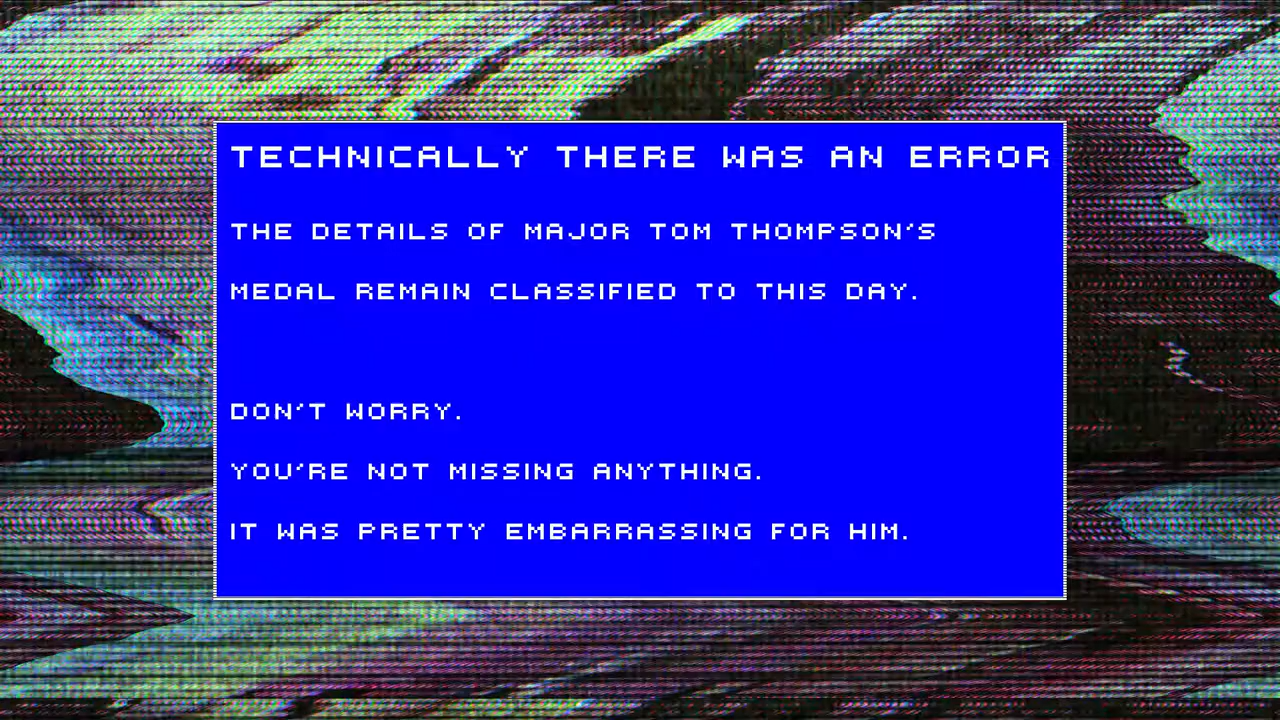 TECHNICALLY THERE WAS AN ERROR
THE DETAILS OF MAJOR TOM THOMPSON'S
MEDAL REMAIN CLASSIFIED TO THIS DAY.
DON'T WORRY.
YOU'RE NOT MISSING ANYTHING.
IT WAS PRETTY EMBARRASSING FOR HIM.